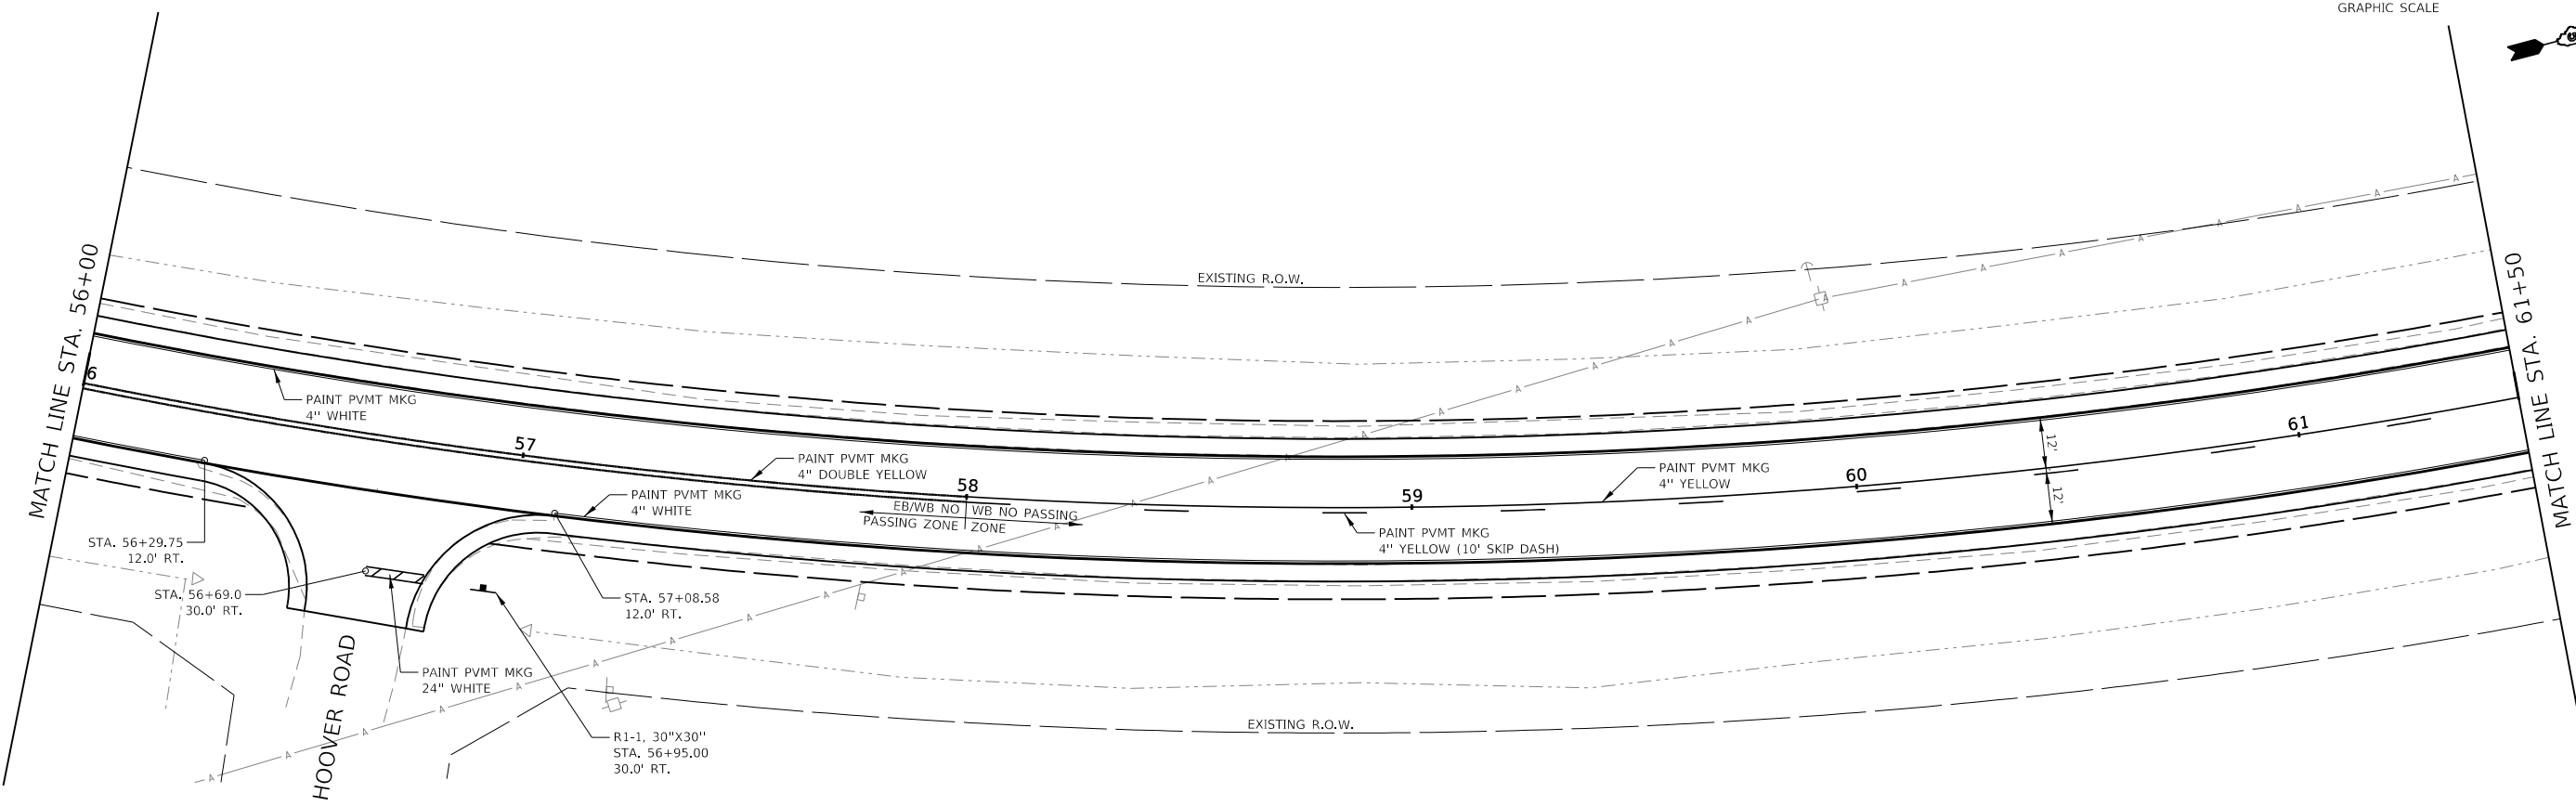 GRAPHIC SCALE
MATCH LINE STA. 56+00
MATCH LINE STA. 61+50
EXISTING R.O.W.
6
PAINT PVMT MKG
4" WHITE
57
PAINT PVMT MKG
4" DOUBLE YELLOW
58
PAINT PVMT MKG
4" WHITE
EB/WB NO
PASSING ZONE
WB NO PASSING
ZONE
59
PAINT PVMT MKG
4" YELLOW
60
61
12'
12'
PAINT PVMT MKG
4" YELLOW (10' SKIP DASH)
STA. 56+29.75
12.0' RT.
STA. 56+69.0
30.0' RT.
STA. 57+08.58
12.0' RT.
PAINT PVMT MKG
24" WHITE
HOOVER ROAD
R1-1, 30"X30"
STA. 56+95.00
30.0' RT.
EXISTING R.O.W.
A A A A A A A A A A A A A A A A A A A A A A A A A A A A A